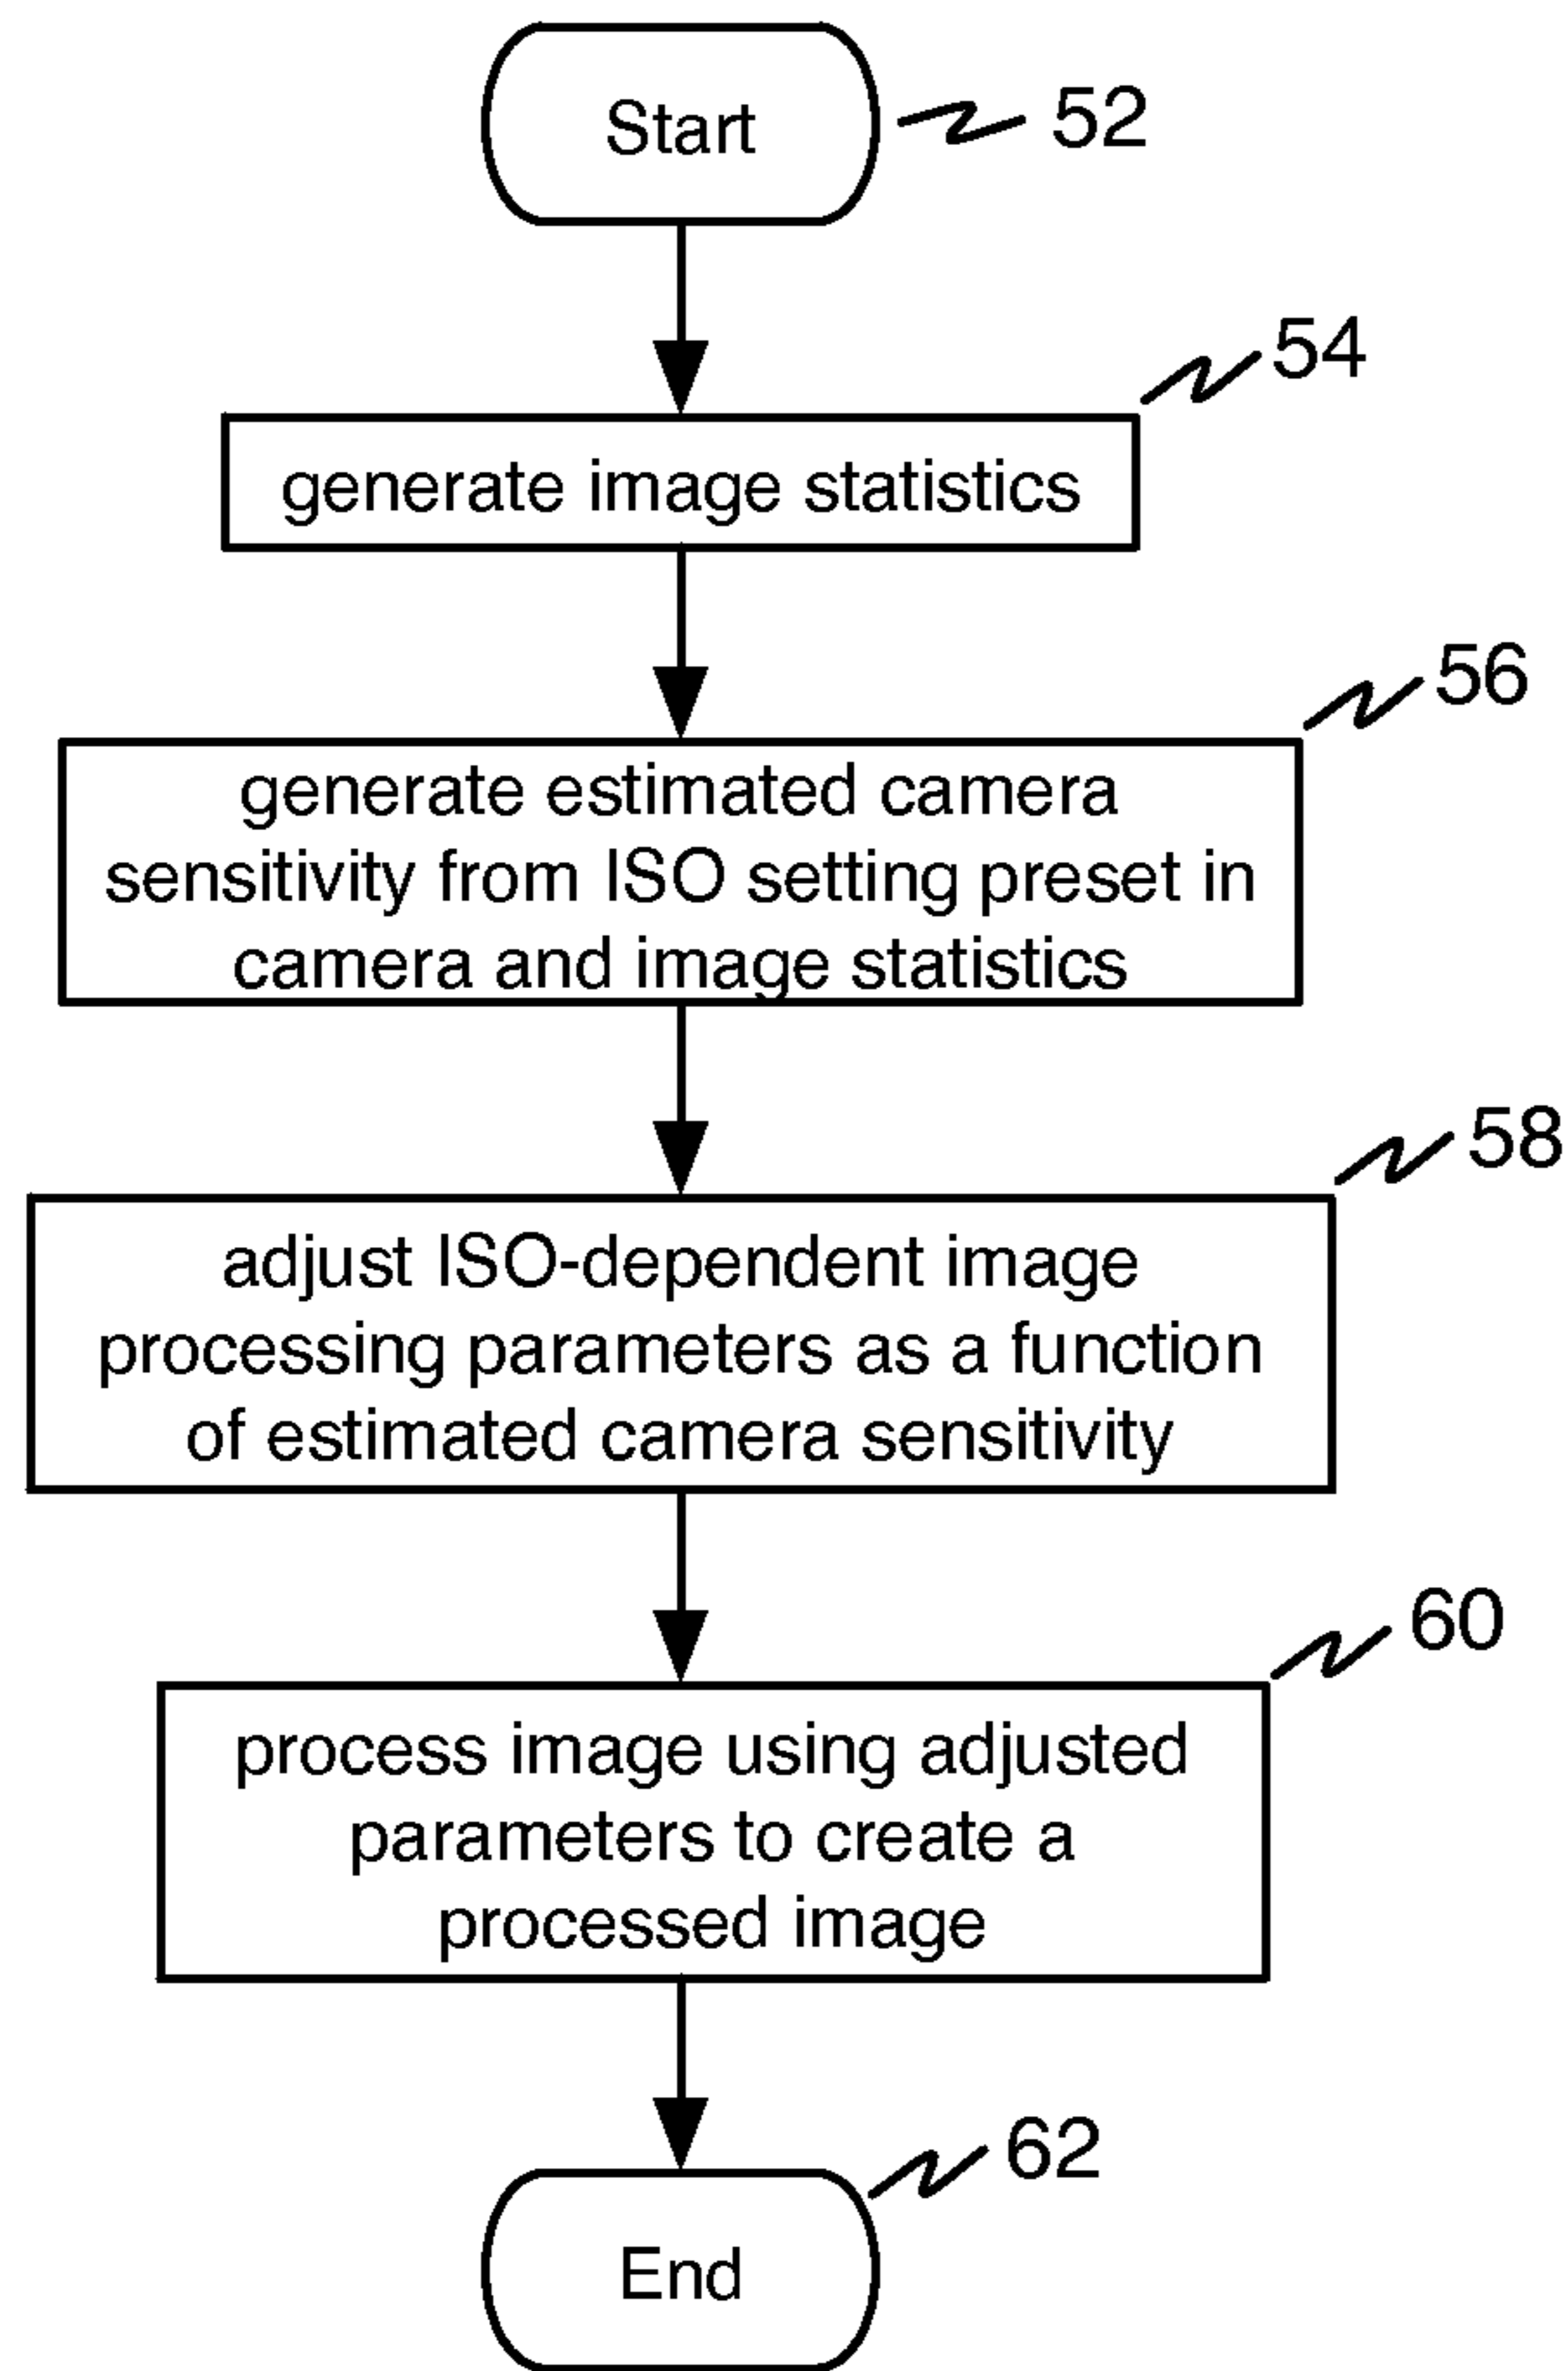 Start
52
54
generate image statistics
56
generate estimated camera
sensitivity from ISO setting preset in
camera and image statistics
58
adjust ISO-dependent image
processing parameters as a function
of estimated camera sensitivity
60
process image using adjusted
parameters to create a
processed image
62
End